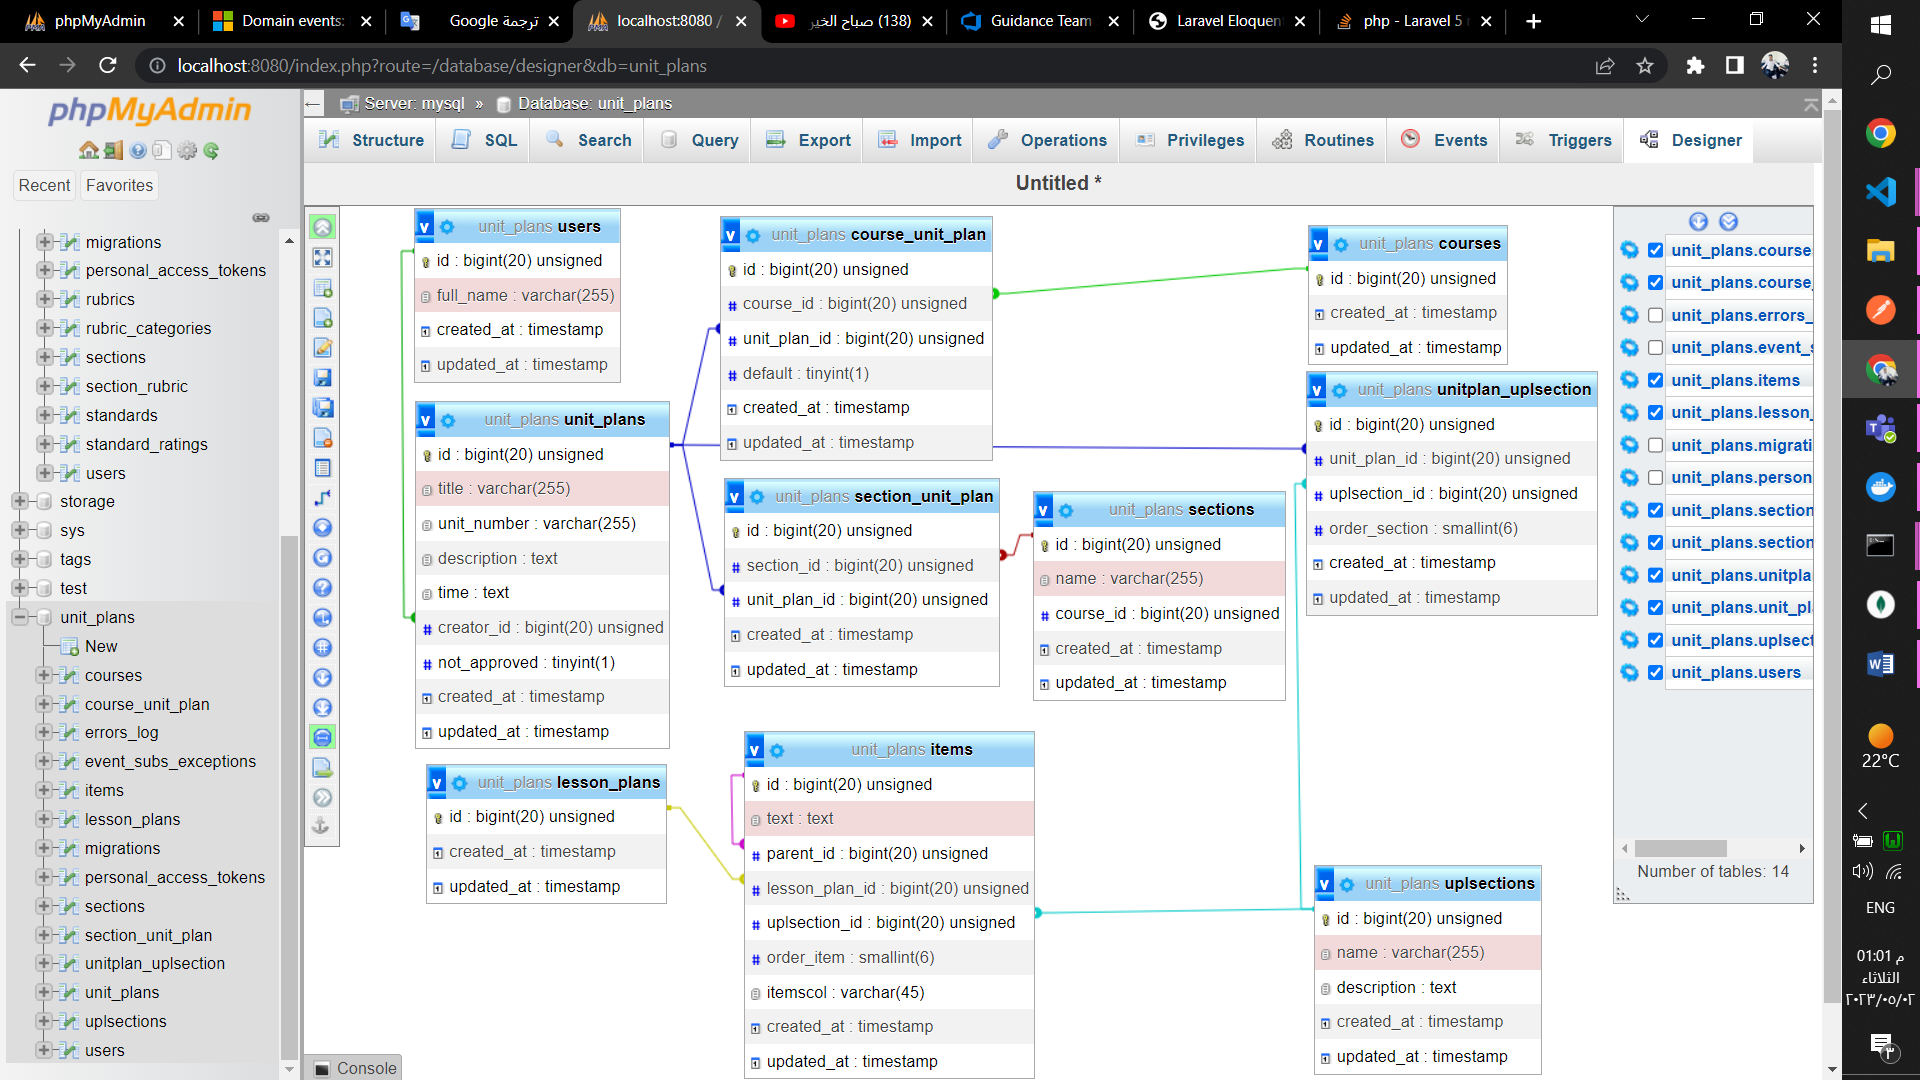 phpMyAdmin
Domain events:
ترجمة Google
localhost:8080 /
(138) صباح الخير
Guidance Team
Laravel Eloquen
php - Laravel 5
localhost:8080/index.php?route=/database/designer&db=unit_plans
phpMyAdmin
Recent
Favorites
migrations
personal_access_tokens
rubrics
rubric_categories
sections
section_rubric
standards
standard_ratings
users
storage
sys
tags
test
unit_plans
New
courses
course_unit_plan
errors_log
event_subs_exceptions
items
lesson_plans
migrations
personal_access_tokens
sections
section_unit_plan
unitplan_uplsection
unit_plans
uplsections
users
Server: mysql » Database: unit_plans
Structure
SQL
Search
Query
Export
Import
Operations
Privileges
Routines
Events
Triggers
Designer
Untitled *
v unit_plans users
id : bigint(20) unsigned
full_name : varchar(255)
created_at : timestamp
updated_at : timestamp
v unit_plans unit_plans
id : bigint(20) unsigned
title : varchar(255)
unit_number : varchar(255)
description : text
time : text
creator_id : bigint(20) unsigned
not_approved : tinyint(1)
created_at : timestamp
updated_at : timestamp
v unit_plans lesson_plans
id : bigint(20) unsigned
created_at : timestamp
updated_at : timestamp
v unit_plans course_unit_plan
id : bigint(20) unsigned
course_id : bigint(20) unsigned
unit_plan_id : bigint(20) unsigned
default : tinyint(1)
created_at : timestamp
updated_at : timestamp
v unit_plans section_unit_plan
id : bigint(20) unsigned
section_id : bigint(20) unsigned
unit_plan_id : bigint(20) unsigned
created_at : timestamp
updated_at : timestamp
v unit_plans sections
id : bigint(20) unsigned
name : varchar(255)
course_id : bigint(20) unsigned
created_at : timestamp
updated_at : timestamp
v unit_plans items
id : bigint(20) unsigned
text : text
parent_id : bigint(20) unsigned
lesson_plan_id : bigint(20) unsigned
uplsection_id : bigint(20) unsigned
order_item : smallint(6)
itemscol : varchar(45)
created_at : timestamp
updated_at : timestamp
v unit_plans courses
id : bigint(20) unsigned
created_at : timestamp
updated_at : timestamp
v unit_plans unitplan_uplsection
id : bigint(20) unsigned
unit_plan_id : bigint(20) unsigned
uplsection_id : bigint(20) unsigned
order_section : smallint(6)
created_at : timestamp
updated_at : timestamp
v unit_plans uplsections
id : bigint(20) unsigned
name : varchar(255)
description : text
created_at : timestamp
updated_at : timestamp
unit_plans.course
unit_plans.course_
unit_plans.errors_
unit_plans.event_s
unit_plans.items
unit_plans.lesson_
unit_plans.migrati
unit_plans.person
unit_plans.section
unit_plans.section
unit_plans.unitpla
unit_plans.unit_pl
unit_plans.uplsect
unit_plans.users
Number of tables: 14
Console
22°C
ENG
01:01 م
الثلاثاء
٢٠٢٣/٠٥/٠٢
٣